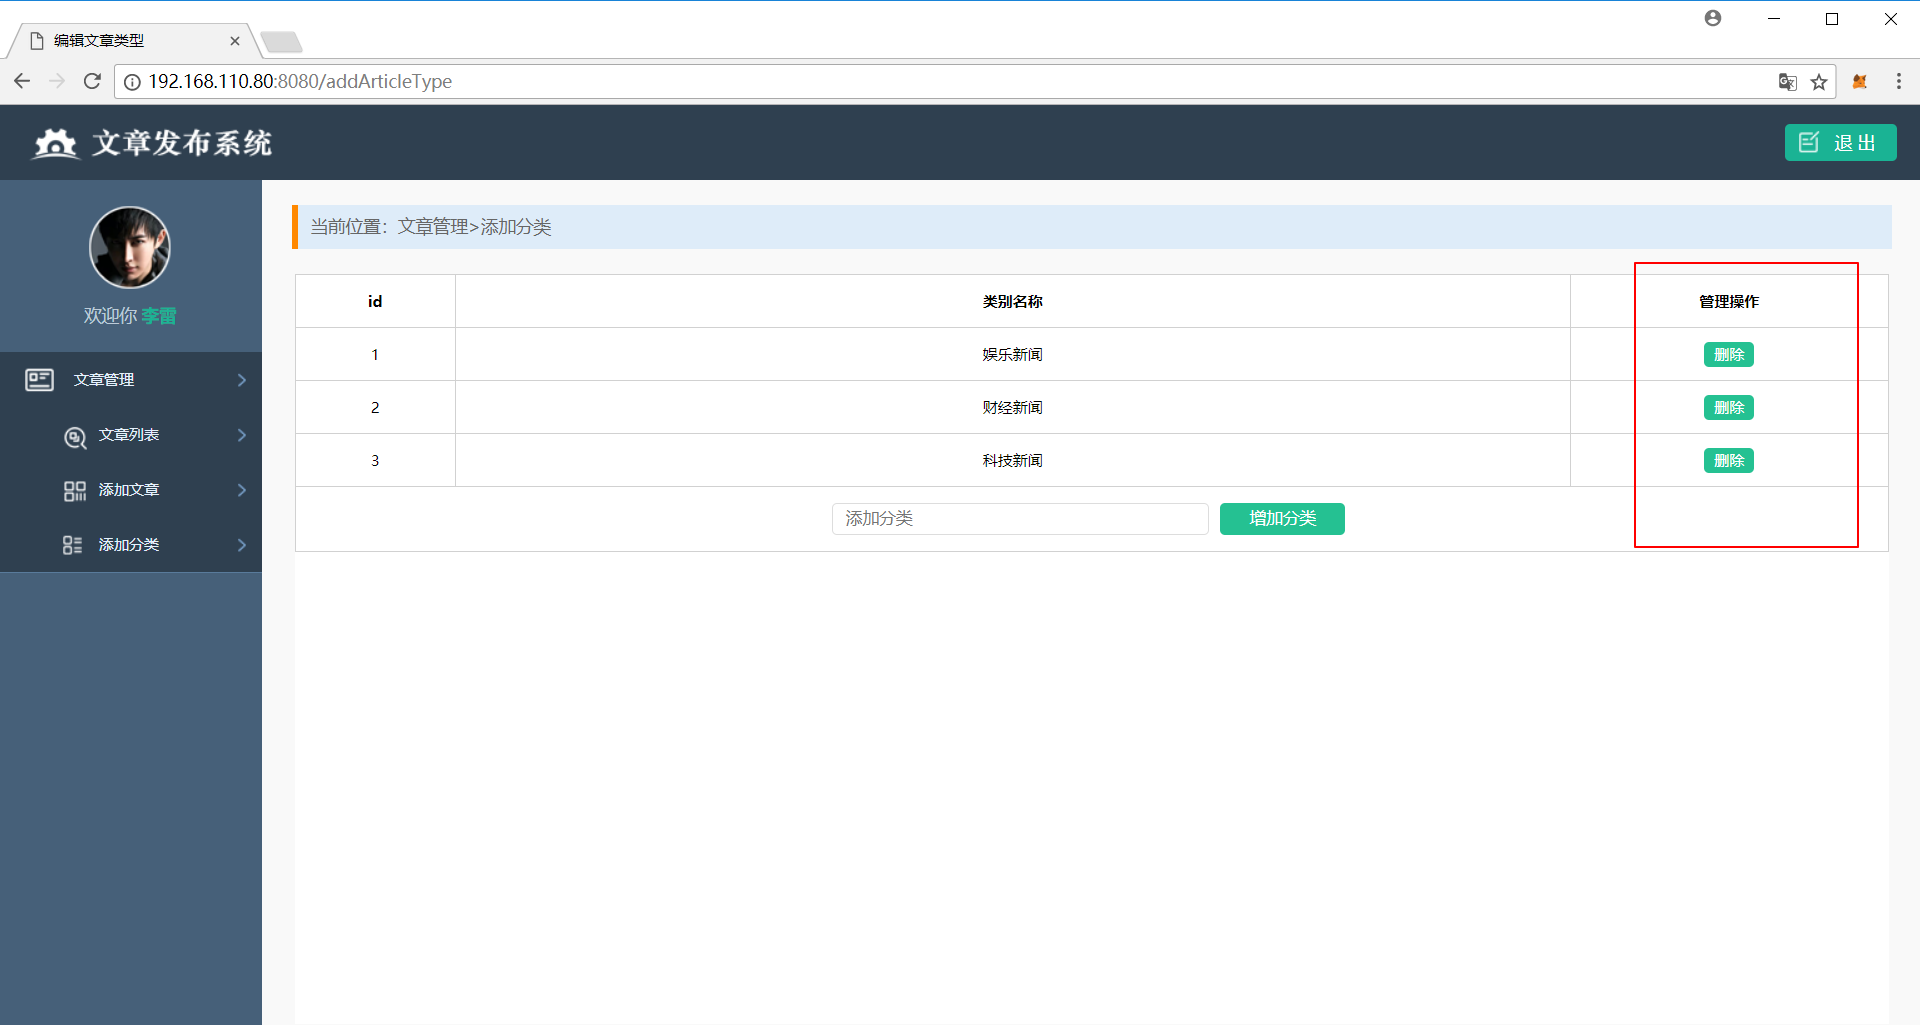 编辑文章类型
192.168.110.80:8080/addArticleType
文章发布系统
退 出
欢迎你 李雷
文章管理
文章列表
添加文章
添加分类
当前位置：文章管理>添加分类
id 类别名称 管理操作
1 娱乐新闻 删除
2 财经新闻 删除
3 科技新闻 删除
添加分类 增加分类